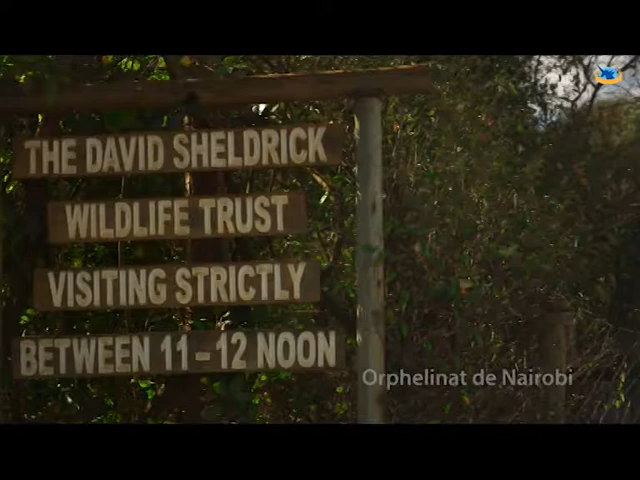 THE DAVID SHELDRICK
WILDLIFE TRUST
VISITING STRICTLY
BETWEEN 11 – 12 NOON
Orphelinat de Nairobi